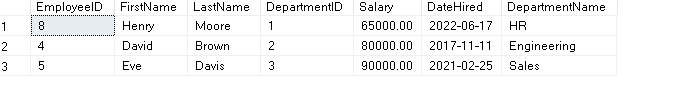 EmployeeID FirstName LastName DepartmentID Salary DateHired DepartmentName
1 8 Henry Moore 1 65000.00 2022-06-17 HR
2 4 David Brown 2 80000.00 2017-11-11 Engineering
3 5 Eve Davis 3 90000.00 2021-02-25 Sales